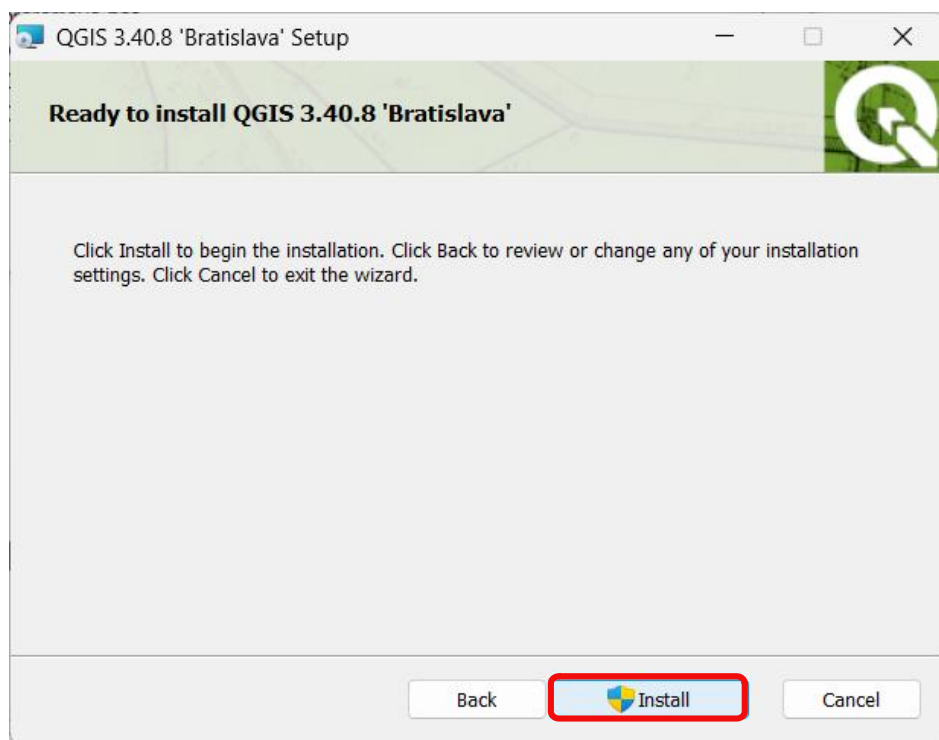 QGIS 3.40.8 'Bratislava' Setup
Ready to install QGIS 3.40.8 'Bratislava'
Click Install to begin the installation. Click Back to review or change any of your installation
settings. Click Cancel to exit the wizard.
Back
Install
Cancel